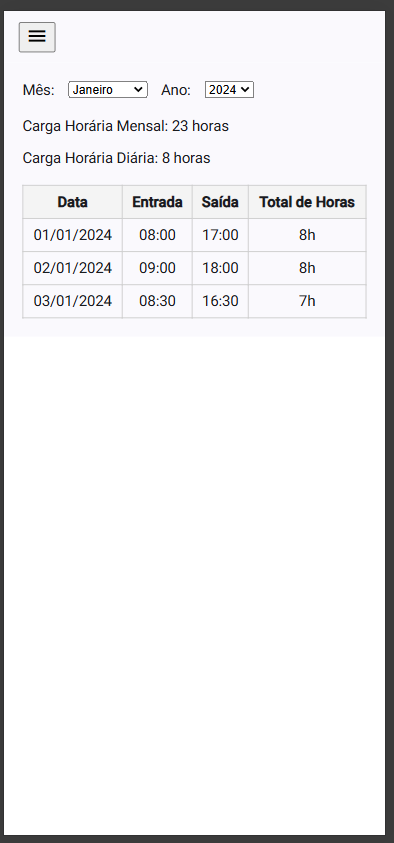 Mês: Janeiro Ano: 2024
Carga Horária Mensal: 23 horas
Carga Horária Diária: 8 horas
Data Entrada Saída Total de Horas
01/01/2024 08:00 17:00 8h
02/01/2024 09:00 18:00 8h
03/01/2024 08:30 16:30 7h